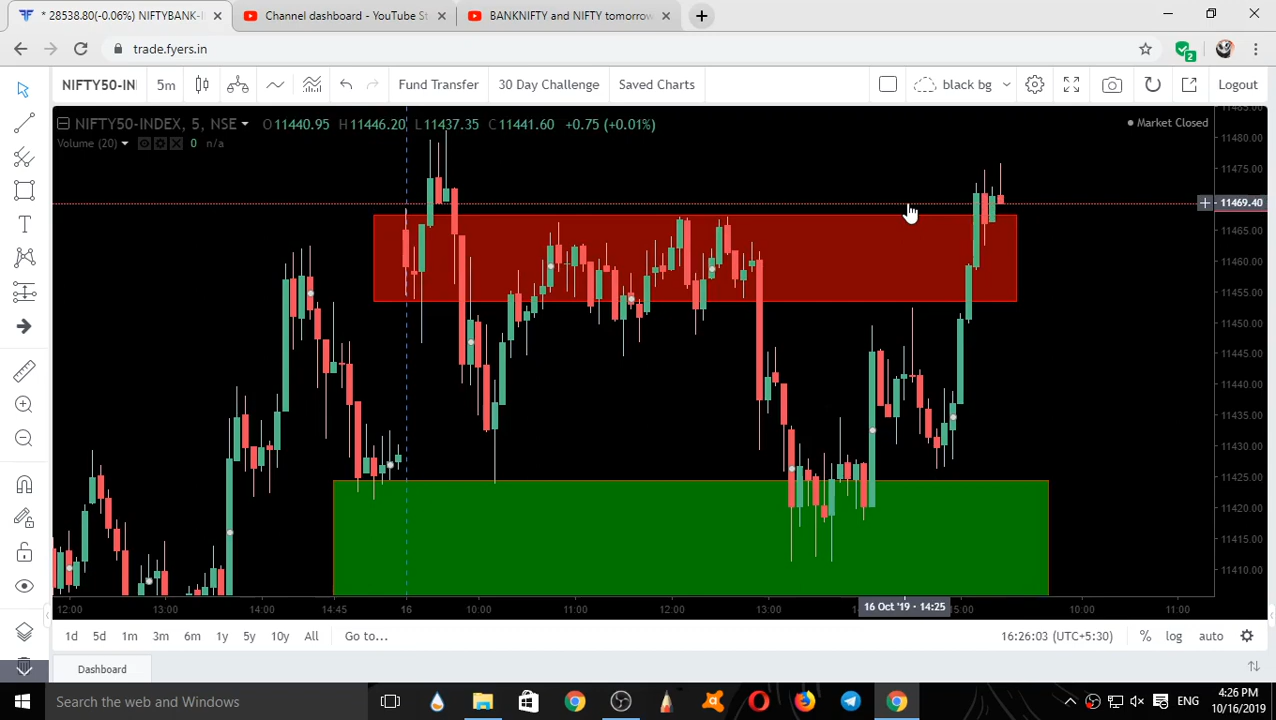 * 28538.80(-0.06%) NIFTYBANK-I
Channel dashboard - YouTube St
BANKNIFTY and NIFTY tomorrow
trade.fyers.in
2
NIFTY50-IN
5m
Fund Transfer
30 Day Challenge
Saved Charts
black bg
Logout
NIFTY50-INDEX, 5, NSE
O11440.95 H11446.20 L11437.35 C11441.60 +0.75 (+0.01%)
Market Closed
Volume (20)
0 n/a
11485.00
11480.00
11475.00
11469.40
11465.00
11460.00
11455.00
11450.00
11445.00
11440.00
11435.00
11430.00
11425.00
11420.00
11415.00
11410.00
12:00 13:00 14:00 14:45 16 10:00 11:00 12:00 13:00 16 Oct '19 · 14:25 15:00 10:00 11:00
1d 5d 1m 3m 6m 1y 5y 10y All Go to...
16:26:03 (UTC+5:30) % log auto
Dashboard
Search the web and Windows
ENG
4:26 PM
10/16/2019